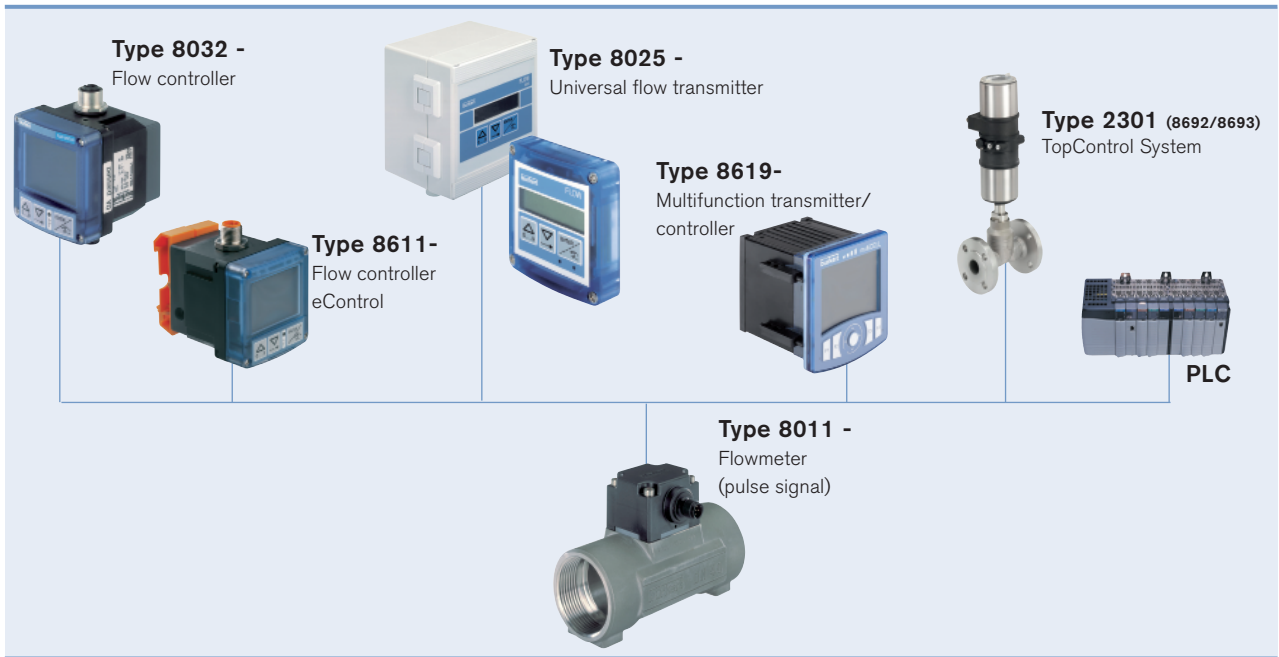 Type 8032 -
Flow controller
Type 8025 -
Universal flow transmitter
Type 2301 (8692/8693)
TopControl System
Type 8619-
Multifunction transmitter/
controller
Type 8611-
Flow controller
eControl
FLOW
PLC
Type 8011 -
Flowmeter
(pulse signal)